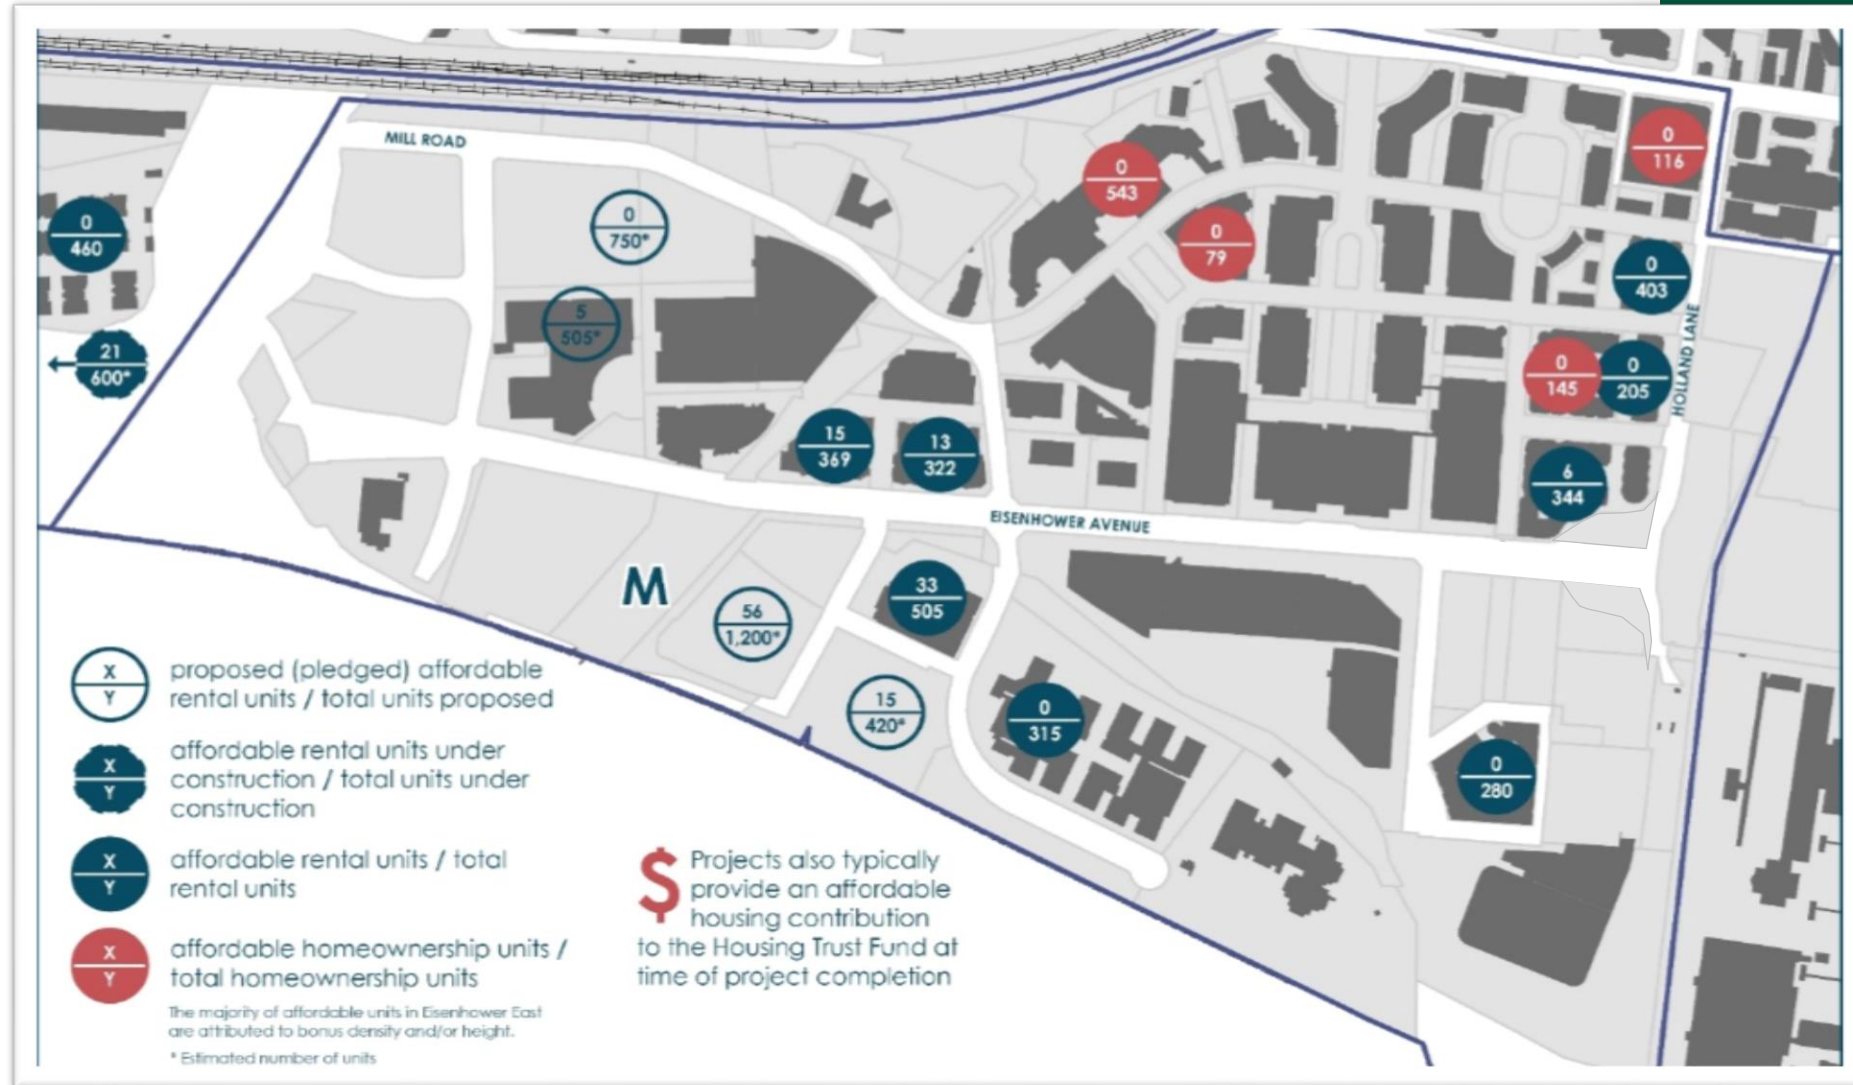 MILL ROAD
0
116
0
543
0
750*
0
460
0
79
0
403
5
505*
HOLLAND LANE
21
600*
0
145
0
205
15
369
13
322
6
344
EISENHOWER AVENUE
M
33
505
56
1,200*
15
420*
0
315
0
280
X
Y
proposed (pledged) affordable
rental units / total units proposed
X
Y
affordable rental units under
construction / total units under
construction
X
Y
affordable rental units / total
rental units
X
Y
affordable homeownership units /
total homeownership units
The majority of affordable units in Eisenhower East
are attributed to bonus density and/or height.
* Estimated number of units
$
Projects also typically
provide an affordable
housing contribution
to the Housing Trust Fund at
time of project completion